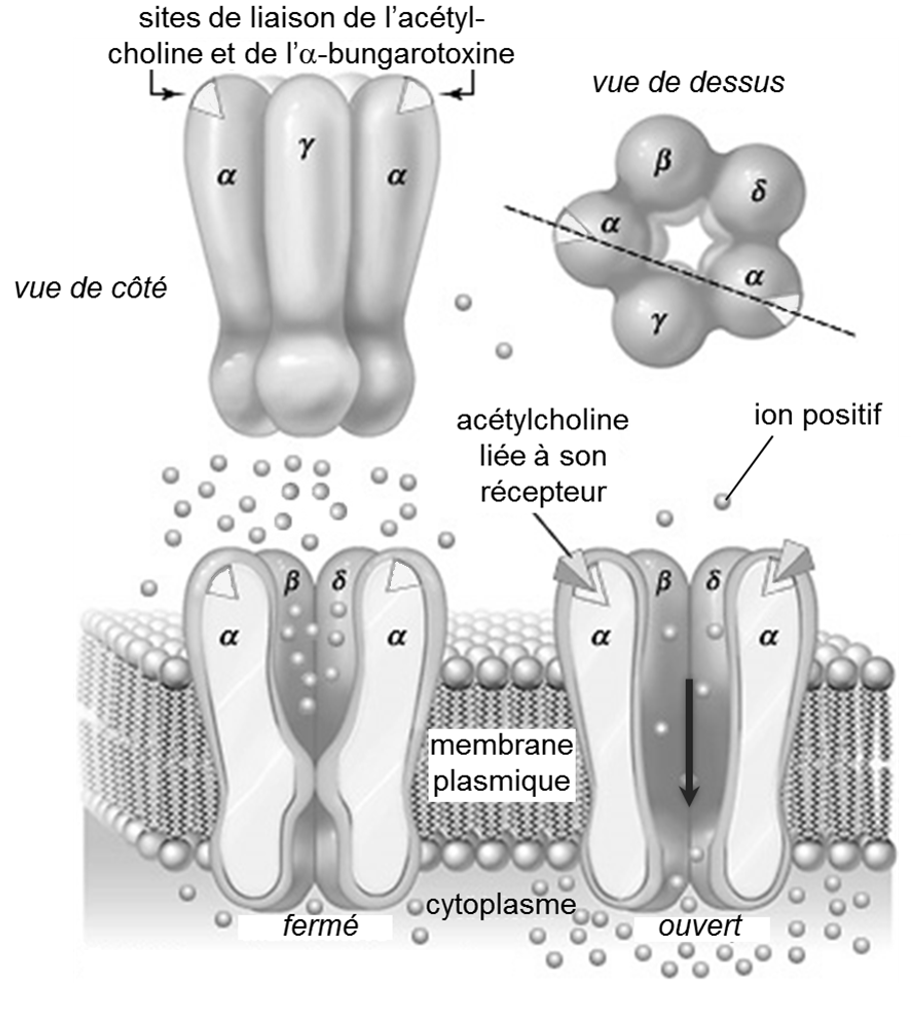 sites de liaison de l'acétyl-
choline et de l'α-bungarotoxine
vue de dessus
α
γ
α
β
δ
α
α
γ
vue de côté
acétylcholine
liée à son
récepteur
ion positif
β
δ
α
α
β
δ
α
α
membrane
plasmique
cytoplasme
fermé
ouvert